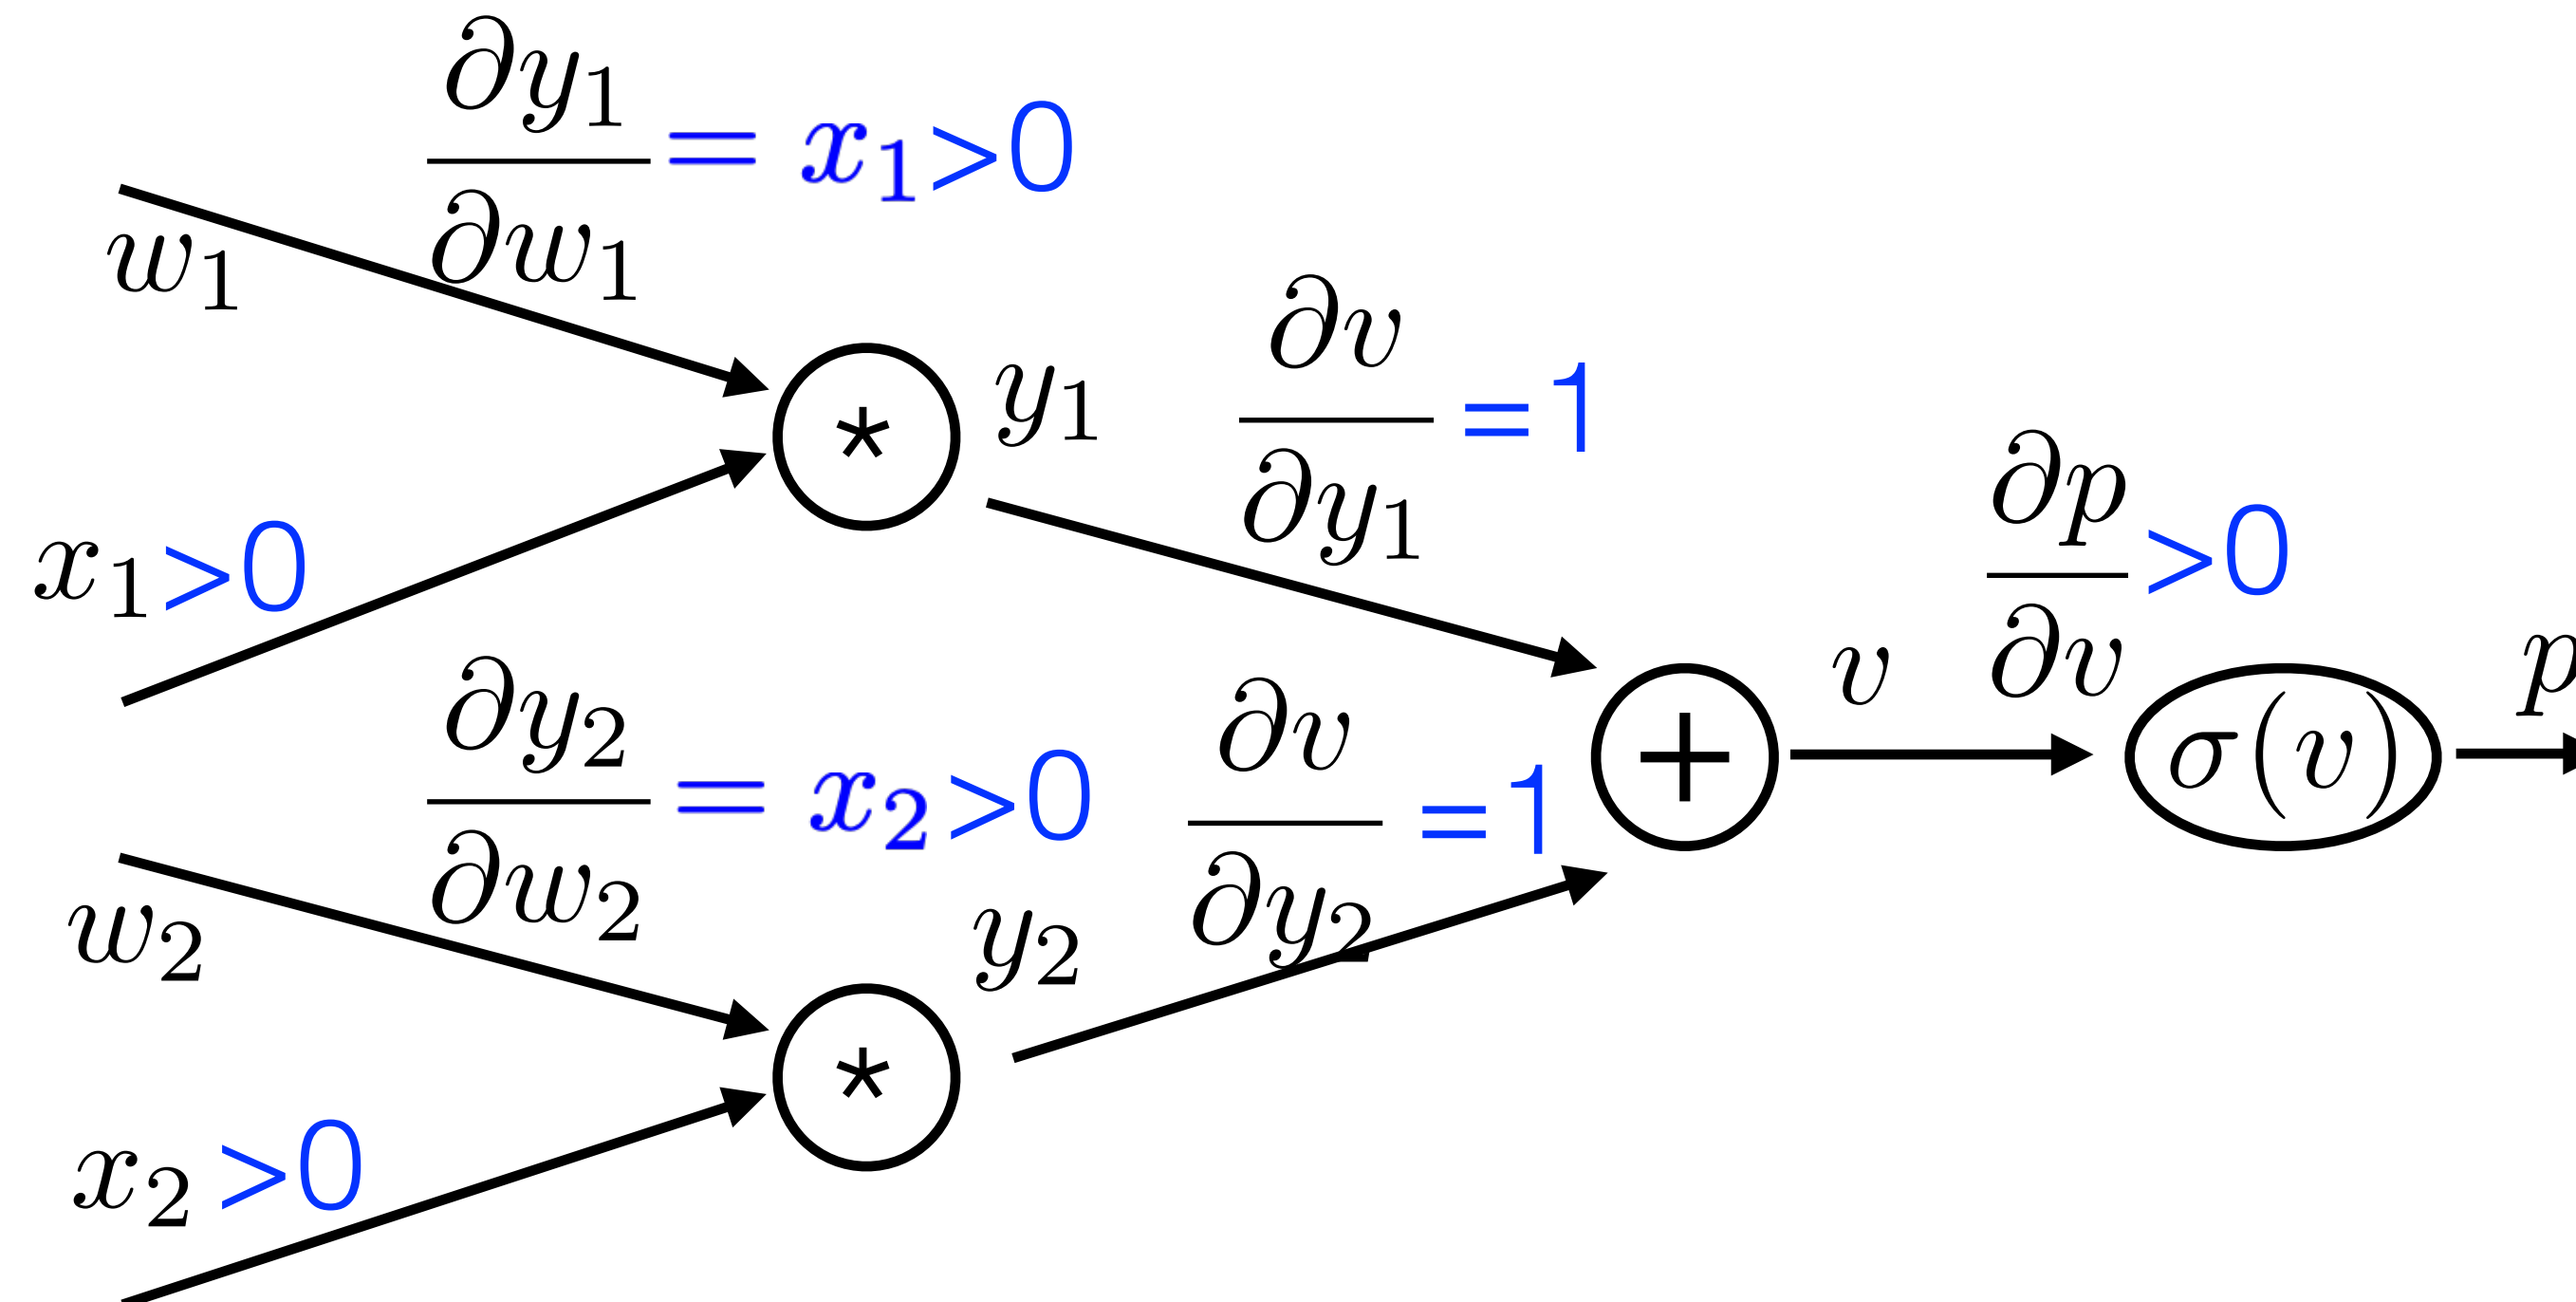 ∂y₁/∂w₁ = x₁>0
w₁
*
y₁
∂v/∂y₁ =1
x₁>0
∂p/∂v >0
∂y₂/∂w₂ = x₂>0
∂v/∂y₂ =1
+
v
σ(v)
p
w₂
*
y₂
x₂ >0